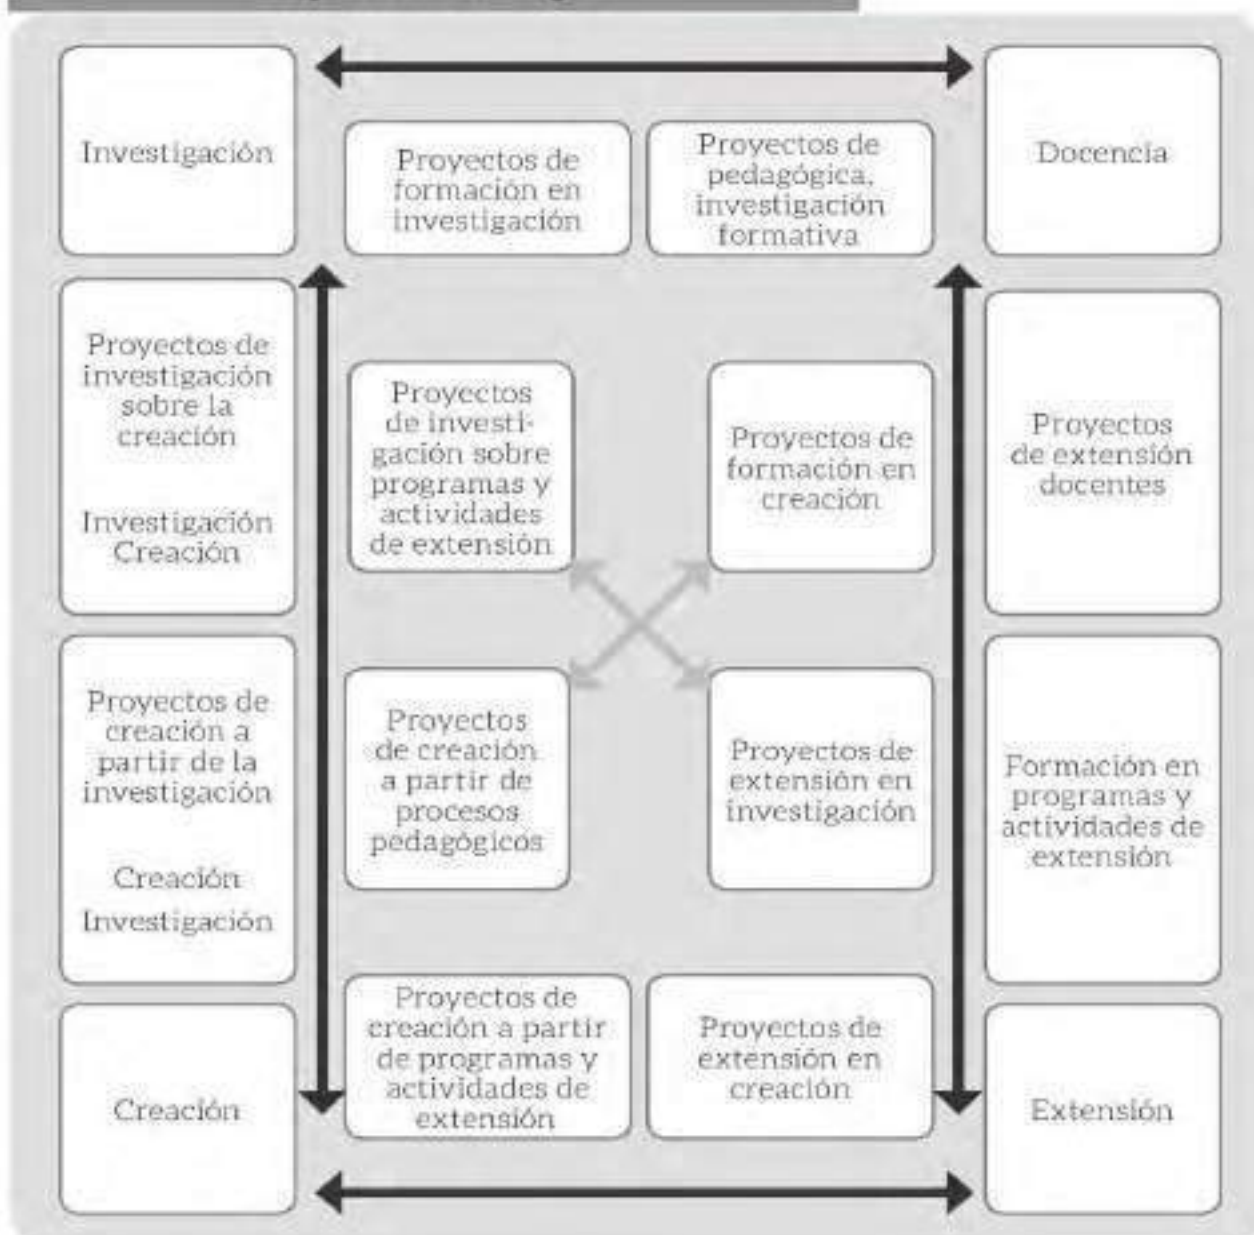 Investigación
Proyectos de
formación en
investigación
Proyectos de
pedagógica,
investigación
formativa
Docencia
Proyectos de
investigación
sobre la
creación
Investigación
Creación
Proyectos
de investi-
gación sobre
programas y
actividades
de extensión
Proyectos de
formación en
creación
Proyectos
de extensión
docentes
Proyectos de
creación a
partir de la
investigación
Creación
Investigación
Proyectos
de creación
a partir de
procesos
pedagógicos
Proyectos de
extensión en
investigación
Formación en
programas y
actividades de
extensión
Creación
Proyectos de
creación a partir
de programas y
actividades de
extensión
Proyectos de
extensión en
creación
Extensión